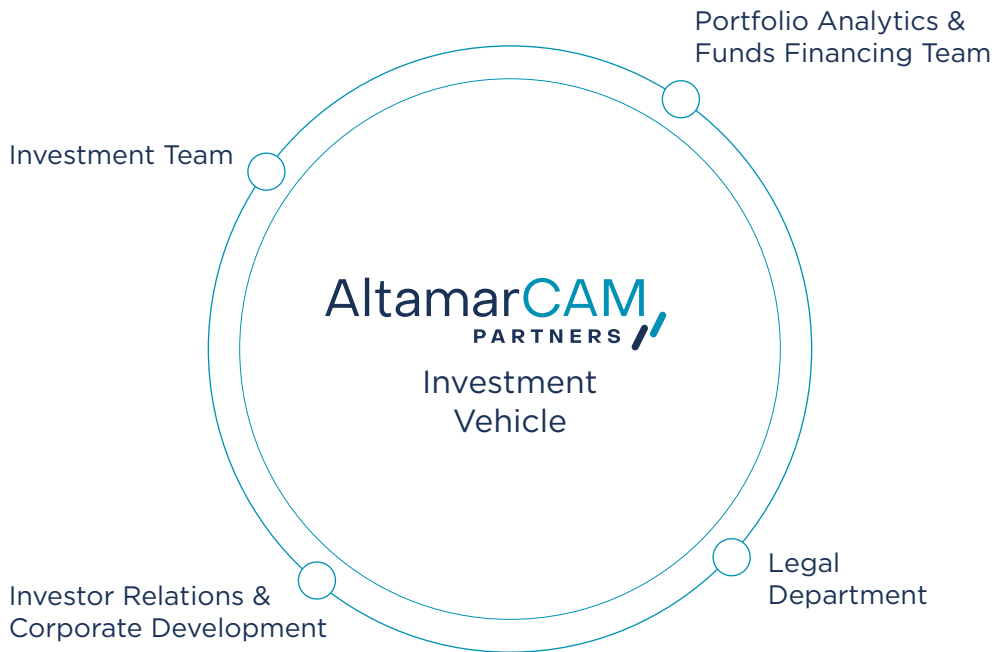 Portfolio Analytics &
Funds Financing Team
Investment Team
AltamarCAM
PARTNERS
Investment
Vehicle
Legal
Department
Investor Relations &
Corporate Development